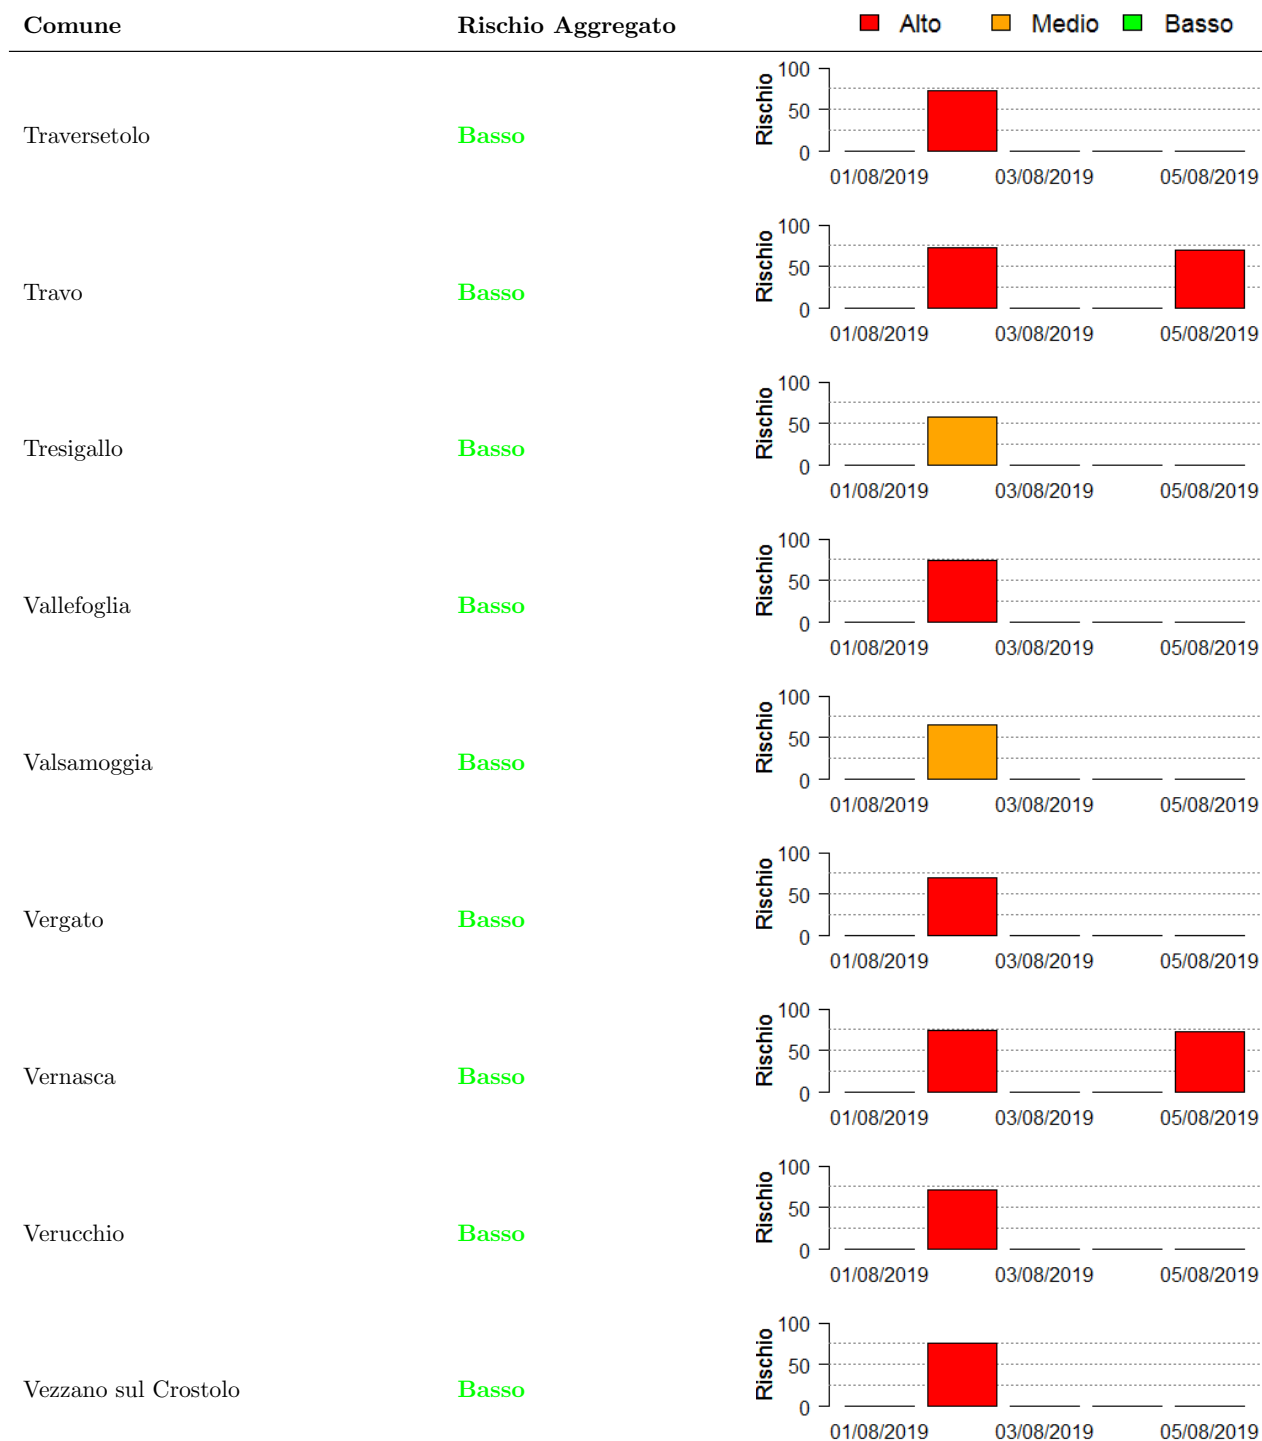 Comune Rischio Aggregato Alto Medio Basso
Traversetolo Basso Rischio 100 50 0
01/08/2019 03/08/2019 05/08/2019
Travo Basso Rischio 100 50 0
01/08/2019 03/08/2019 05/08/2019
Tresigallo Basso Rischio 100 50 0
01/08/2019 03/08/2019 05/08/2019
Vallefoglia Basso Rischio 100 50 0
01/08/2019 03/08/2019 05/08/2019
Valsamoggia Basso Rischio 100 50 0
01/08/2019 03/08/2019 05/08/2019
Vergato Basso Rischio 100 50 0
01/08/2019 03/08/2019 05/08/2019
Vernasca Basso Rischio 100 50 0
01/08/2019 03/08/2019 05/08/2019
Verucchio Basso Rischio 100 50 0
01/08/2019 03/08/2019 05/08/2019
Vezzano sul Crostolo Basso Rischio 100 50 0
01/08/2019 03/08/2019 05/08/2019